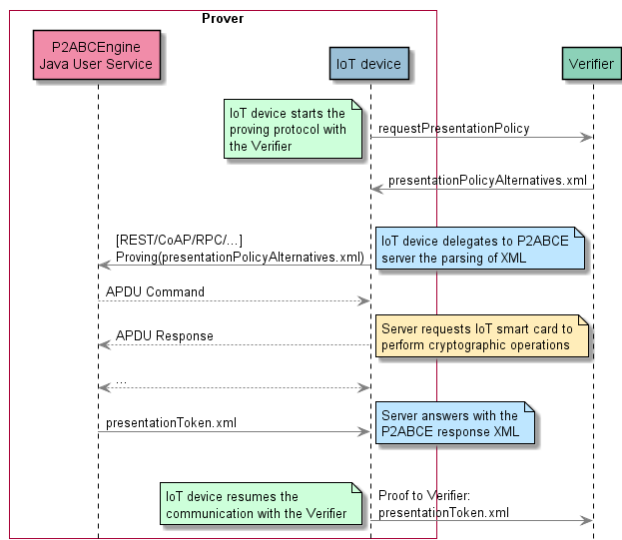 Prover
P2ABCEngine
Java User Service
IoT device
Verifier
IoT device starts the
proving protocol with
the Verifier
requestPresentationPolicy
presentationPolicyAlternatives.xml
[REST/CoAP/RPC/...]
Proving(presentationPolicyAlternatives.xml)
IoT device delegates to P2ABCE
server the parsing of XML
APDU Command
APDU Response
Server requests IoT smart card to
perform cryptographic operations
...
presentationToken.xml
Server answers with the
P2ABCE response XML
IoT device resumes the
communication with the Verifier
Proof to Verifier:
presentationToken.xml